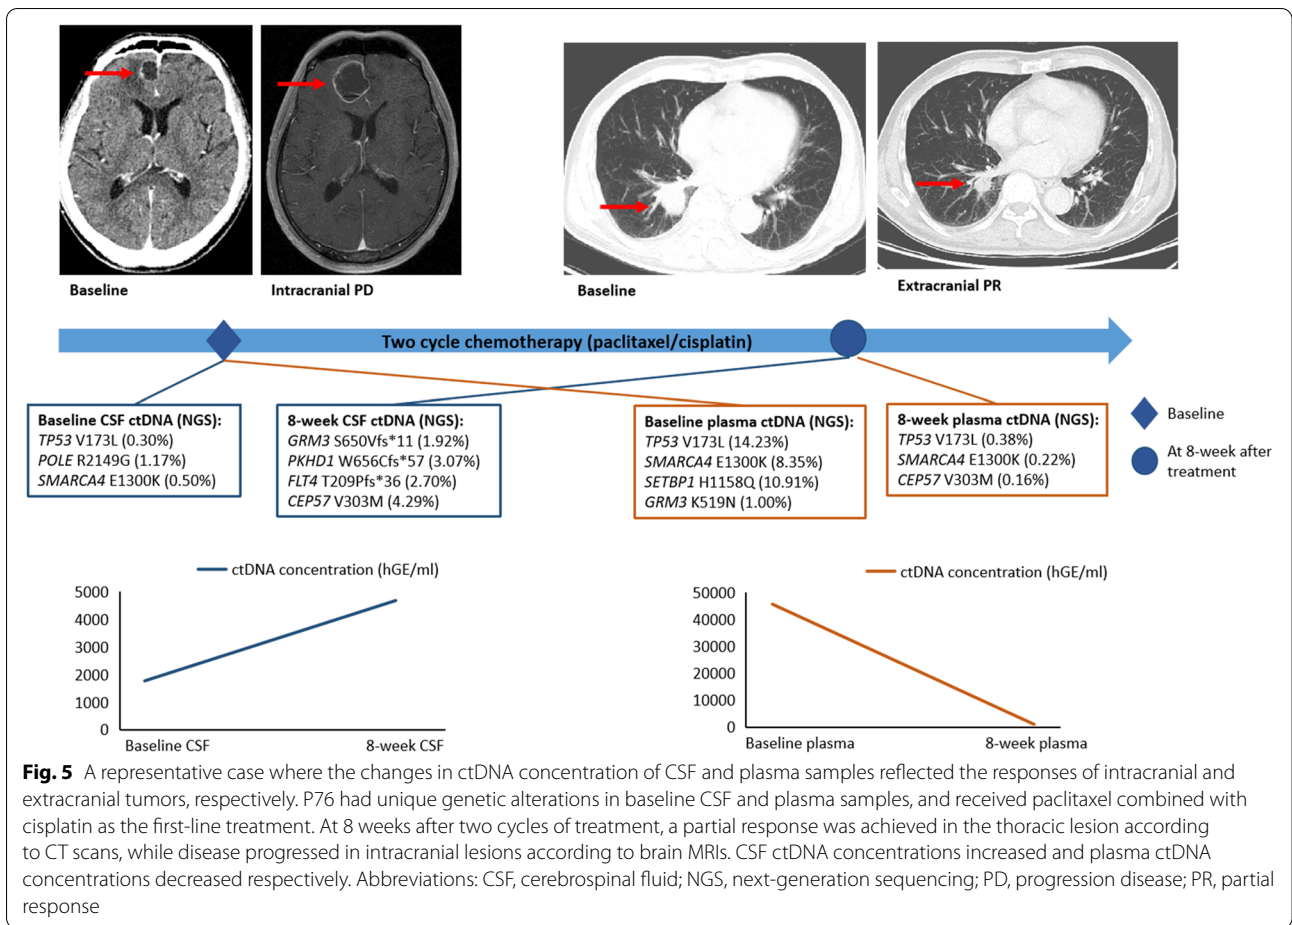 Baseline
Intracranial PD
Baseline
Extracranial PR
Two cycle chemotherapy (paclitaxel/cisplatin)
Baseline CSF ctDNA (NGS):
TP53 V173L (0.30%)
POLE R2149G (1.17%)
SMARCA4 E1300K (0.50%)
8-week CSF ctDNA (NGS):
GRM3 S650Vfs*11 (1.92%)
PKHD1 W656Cfs*57 (3.07%)
FLT4 T209Pfs*36 (2.70%)
CEP57 V303M (4.29%)
Baseline plasma ctDNA (NGS):
TP53 V173L (14.23%)
SMARCA4 E1300K (8.35%)
SETBP1 H1158Q (10.91%)
GRM3 K519N (1.00%)
8-week plasma ctDNA (NGS):
TP53 V173L (0.38%)
SMARCA4 E1300K (0.22%)
CEP57 V303M (0.16%)
Baseline
At 8-week after
treatment
ctDNA concentration (hGE/ml)
5000
4000
3000
2000
1000
0
Baseline CSF
8-week CSF
ctDNA concentration (hGE/ml)
50000
40000
30000
20000
10000
0
Baseline plasma
8-week plasma
Fig. 5 A representative case where the changes in ctDNA concentration of CSF and plasma samples reflected the responses of intracranial and
extracranial tumors, respectively. P76 had unique genetic alterations in baseline CSF and plasma samples, and received paclitaxel combined with
cisplatin as the first-line treatment. At 8 weeks after two cycles of treatment, a partial response was achieved in the thoracic lesion according
to CT scans, while disease progressed in intracranial lesions according to brain MRIs. CSF ctDNA concentrations increased and plasma ctDNA
concentrations decreased respectively. Abbreviations: CSF, cerebrospinal fluid; NGS, next-generation sequencing; PD, progression disease; PR, partial
response